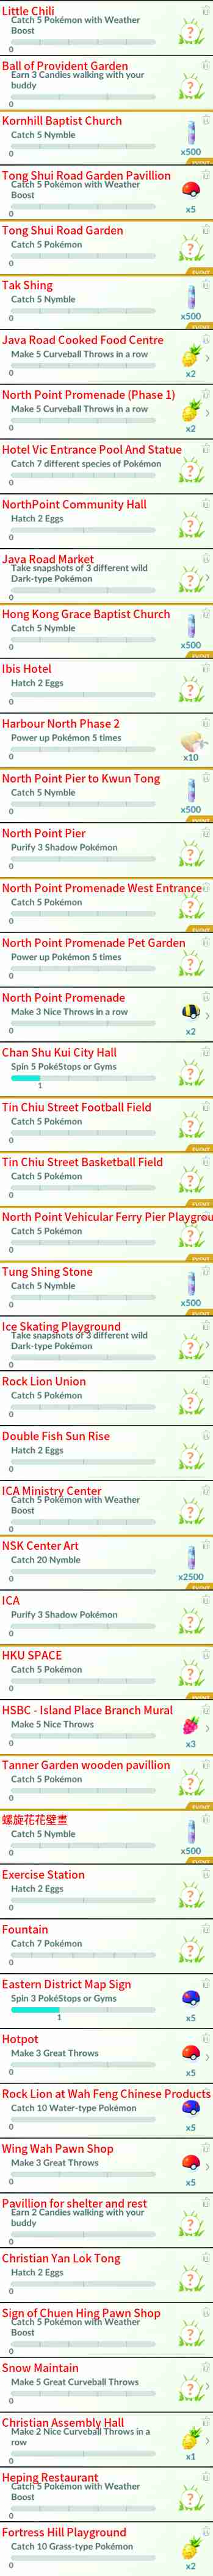 Little Chili
Catch 5 Pokémon with Weather
Boost
?
0
Ball of Provident Garden
Earn 3 Candies walking with your
buddy
?
0
Kornhill Baptist Church
Catch 5 Nymble
0
x500
EVENT
Tong Shui Road Garden Pavillion
Catch 5 Pokémon with Weather
Boost
0
x5
Tong Shui Road Garden
Catch 5 Pokémon
?
0
EVENT
Tak Shing
Catch 5 Nymble
0
x500
EVENT
Java Road Cooked Food Centre
Make 5 Curveball Throws in a row
0
x2
North Point Promenade (Phase 1)
Make 5 Curveball Throws in a row
0
x2
Hotel Vic Entrance Pool And Statue
Catch 7 different species of Pokémon
?
0
NorthPoint Community Hall
Hatch 2 Eggs
?
0
Java Road Market
Take snapshots of 3 different wild
Dark-type Pokémon
?
0
Hong Kong Grace Baptist Church
Catch 5 Nymble
0
x500
EVENT
Ibis Hotel
Hatch 2 Eggs
?
0
Harbour North Phase 2
Power up Pokémon 5 times
0
x10
North Point Pier to Kwun Tong
Catch 5 Nymble
0
x500
EVENT
North Point Pier
Purify 3 Shadow Pokémon
?
0
North Point Promenade West Entrance
Catch 5 Pokémon
?
0
EVENT
North Point Promenade Pet Garden
Power up Pokémon 5 times
?
0
North Point Promenade
Make 3 Nice Throws in a row
0
x2
Chan Shu Kui City Hall
Spin 5 PokéStops or Gyms
?
1
Tin Chiu Street Football Field
Catch 5 Pokémon
?
0
EVENT
Tin Chiu Street Basketball Field
Catch 5 Pokémon
?
0
EVENT
North Point Vehicular Ferry Pier Playgrou
Catch 5 Pokémon
?
0
EVENT
Tung Shing Stone
Catch 5 Nymble
0
x500
EVENT
Ice Skating Playground
Take snapshots of 3 different wild
Dark-type Pokémon
?
0
Rock Lion Union
Catch 5 Pokémon
?
0
Double Fish Sun Rise
Hatch 2 Eggs
?
0
ICA Ministry Center
Catch 5 Pokémon with Weather
Boost
?
0
NSK Center Art
Catch 20 Nymble
0
x2500
EVENT
ICA
Purify 3 Shadow Pokémon
?
0
HKU SPACE
Catch 5 Pokémon
?
0
EVENT
HSBC - Island Place Branch Mural
Make 5 Nice Throws
0
x3
Tanner Garden wooden pavillion
Catch 5 Pokémon
?
0
EVENT
螺旋花花壁畫
Catch 5 Nymble
0
x500
EVENT
Exercise Station
Hatch 2 Eggs
?
0
Fountain
Catch 7 Pokémon
?
0
Eastern District Map Sign
Spin 3 PokéStops or Gyms
1
x5
Hotpot
Make 3 Great Throws
0
x5
Rock Lion at Wah Feng Chinese Products
Catch 10 Water-type Pokémon
0
x5
Wing Wah Pawn Shop
Make 3 Great Throws
0
x5
Pavillion for shelter and rest
Earn 2 Candies walking with your
buddy
?
0
Christian Yan Lok Tong
Hatch 2 Eggs
?
0
Sign of Chuen Hing Pawn Shop
Catch 5 Pokémon with Weather
Boost
?
0
Snow Maintain
Make 5 Great Curveball Throws
?
0
Christian Assembly Hall
Make 2 Nice Curveball Throws in a
row
0
x1
Heping Restaurant
Catch 5 Pokémon with Weather
Boost
?
0
Fortress Hill Playground
Catch 10 Grass-type Pokémon
0
x2